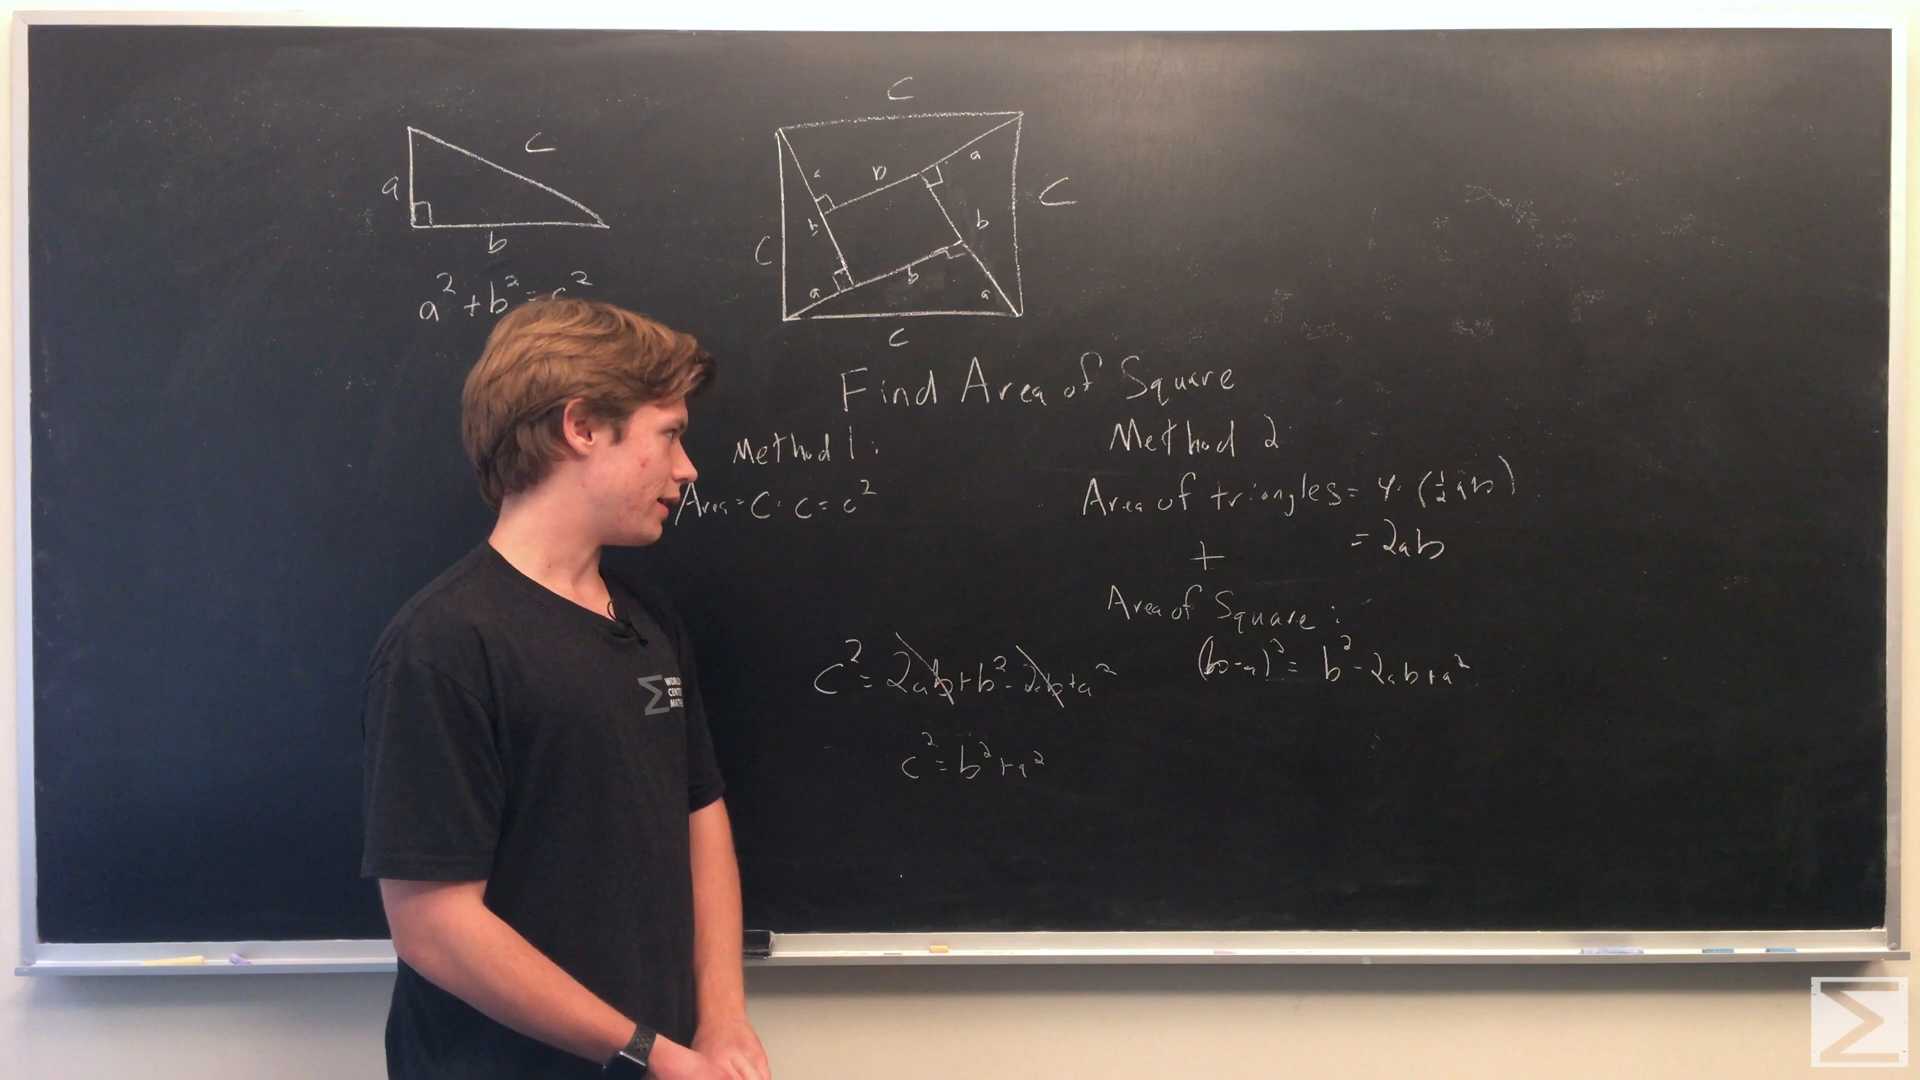 C
a
C
b
a² + b² = c²
C
a
b
a
C
b
b
C
a
b
a
C
Find Area of Square
Method 1:
Area = C · C = c²
Method 2
Area of triangles = 4 · (½ab)
= 2ab
+
Area of Square:
(b-a)² = b² - 2ab + a²
c² = 2ab + b² - 2ab + a²
c² = b² + a²
Σ
Σ